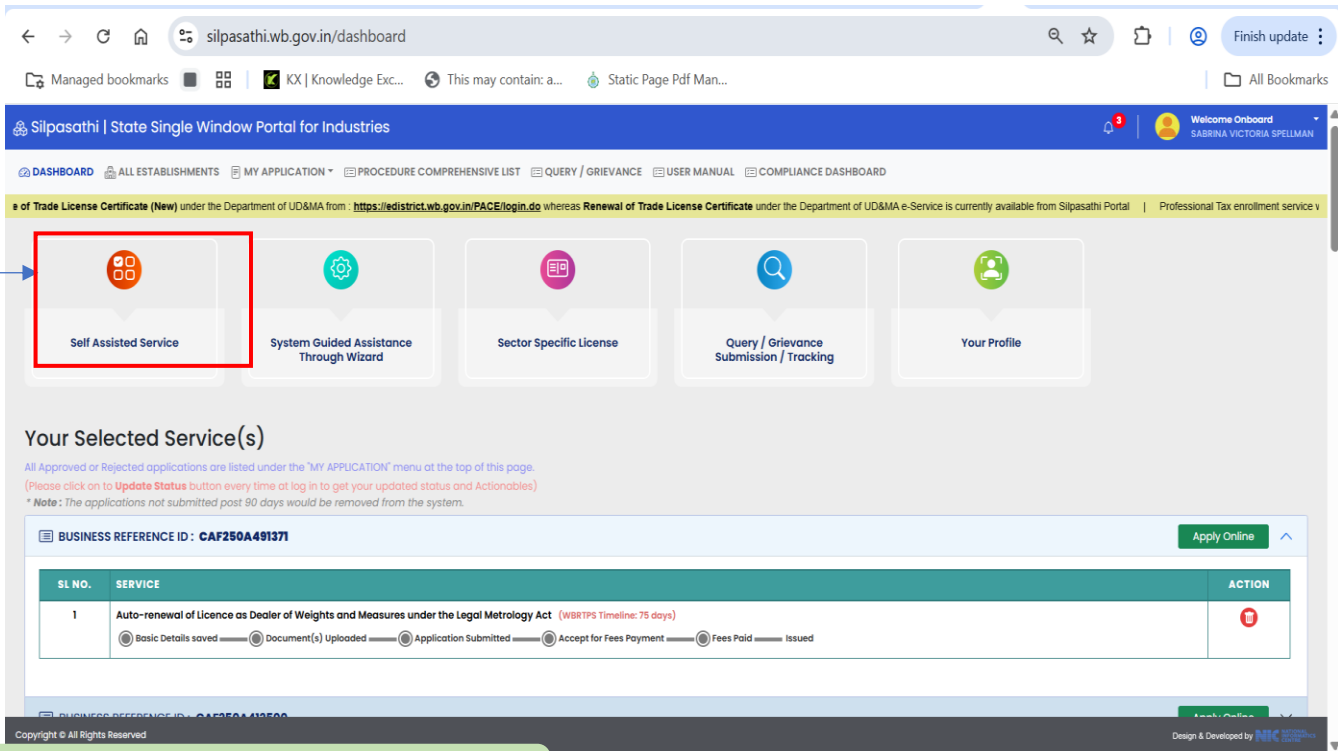 silpasathi.wb.gov.in/dashboard
Finish update
Managed bookmarks
KX | Knowledge Exc...
This may contain: a...
Static Page Pdf Man...
All Bookmarks
Silpasathi | State Single Window Portal for Industries
3
Welcome Onboard
SABRINA VICTORIA SPELLMAN
DASHBOARD
ALL ESTABLISHMENTS
MY APPLICATION
PROCEDURE COMPREHENSIVE LIST
QUERY / GRIEVANCE
USER MANUAL
COMPLIANCE DASHBOARD
of Trade License Certificate (New) under the Department of UD&MA from : https://edistrict.wb.gov.in/PACE/login.do whereas Renewal of Trade License Certificate under the Department of UD&MA e-Service is currently available from Silpasathi Portal | Professional Tax enrollment service
Self Assisted Service
System Guided Assistance
Through Wizard
Sector Specific License
Query / Grievance
Submission / Tracking
Your Profile
Your Selected Service(s)
All Approved or Rejected applications are listed under the "MY APPLICATION" menu at the top of this page.
(Please click on to Update Status button every time at log in to get your updated status and Actionables)
* Note : The applications not submitted post 90 days would be removed from the system.
BUSINESS REFERENCE ID : CAF250A491371
Apply Online
SL NO.
SERVICE
ACTION
1
Auto-renewal of Licence as Dealer of Weights and Measures under the Legal Metrology Act (WBRTPS Timeline: 75 days)
Basic Details saved
Document(s) Uploaded
Application Submitted
Accept for Fees Payment
Fees Paid
Issued
Copyright © All Rights Reserved
Design & Developed by NIC